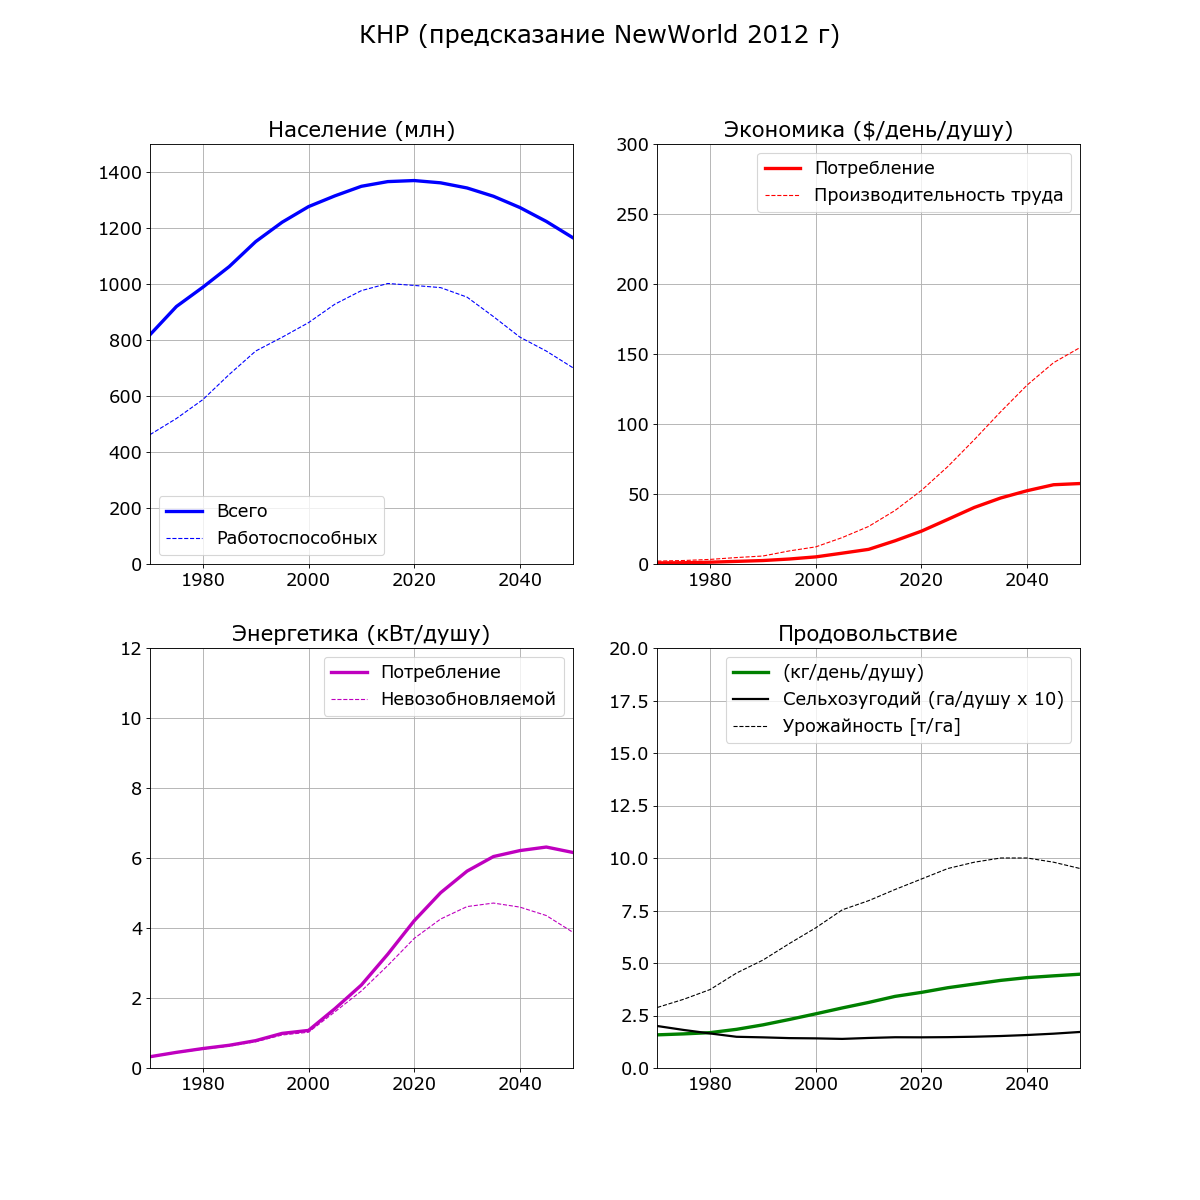 КНР (предсказание NewWorld 2012 г)
Население (млн)
1400
1200
1000
800
600
400
200
0
Всего
Работоспособных
1980 2000 2020 2040
Экономика ($/день/душу)
300
250
200
150
100
50
0
Потребление
Производительность труда
1980 2000 2020 2040
Энергетика (кВт/душу)
12
10
8
6
4
2
0
Потребление
Невозобновляемой
1980 2000 2020 2040
Продовольствие
20.0
17.5
15.0
12.5
10.0
7.5
5.0
2.5
0.0
(кг/день/душу)
Сельхозугодий (га/душу x 10)
Урожайность [т/га]
1980 2000 2020 2040